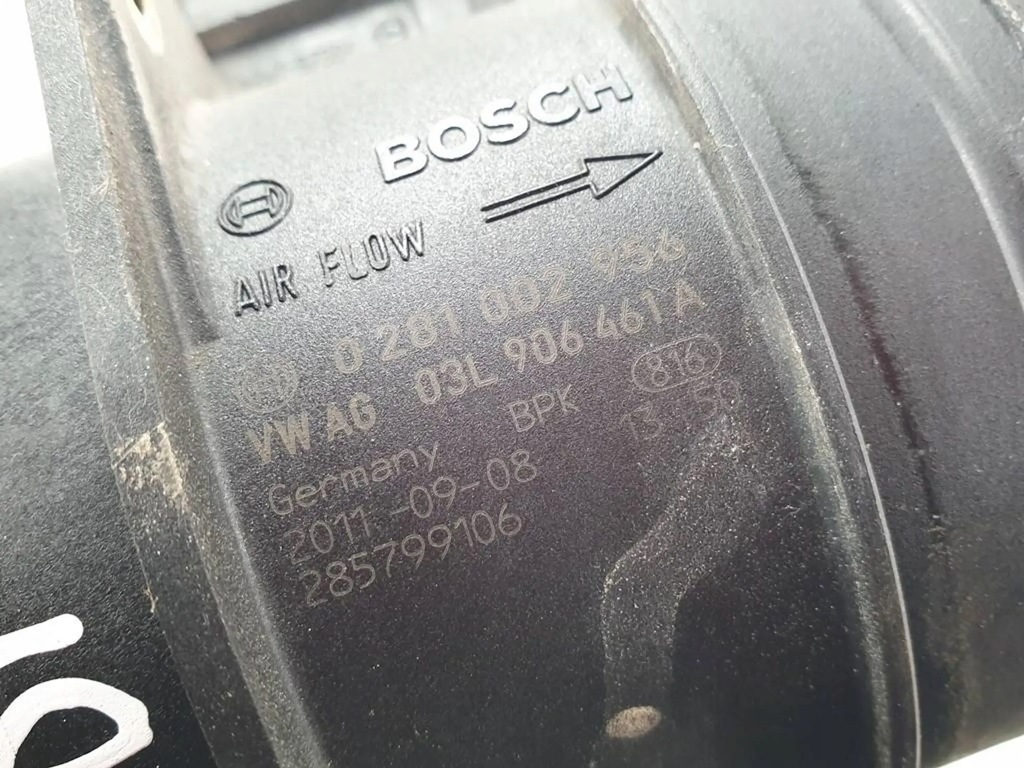 BOSCH
AIR FLOW
0 281 002 956
VW AG 03L 906 461 A
Germany BPK 816
2011-09-08 13 50
285799106